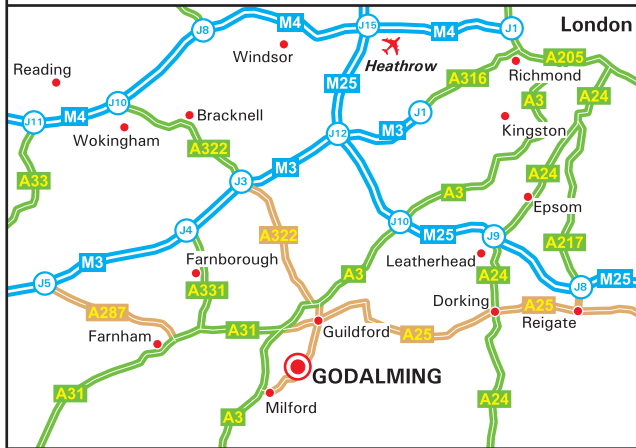 M4
J15
M4
J1
London
J8
Windsor
Heathrow
A205
Reading
M25
A316
Richmond
A3
A24
J10
M4
J11
Bracknell
J1
Kingston
Wokingham
J12
M3
A322
M3
A33
J3
A24
A3
Epsom
J10
J4
A322
M25
J9
A217
M3
Farnborough
Leatherhead
A3
A24
M25
J5
A331
J8
A287
Dorking
A25
A31
Guildford
A25
Reigate
Farnham
GODALMING
A31
Milford
A24
A3